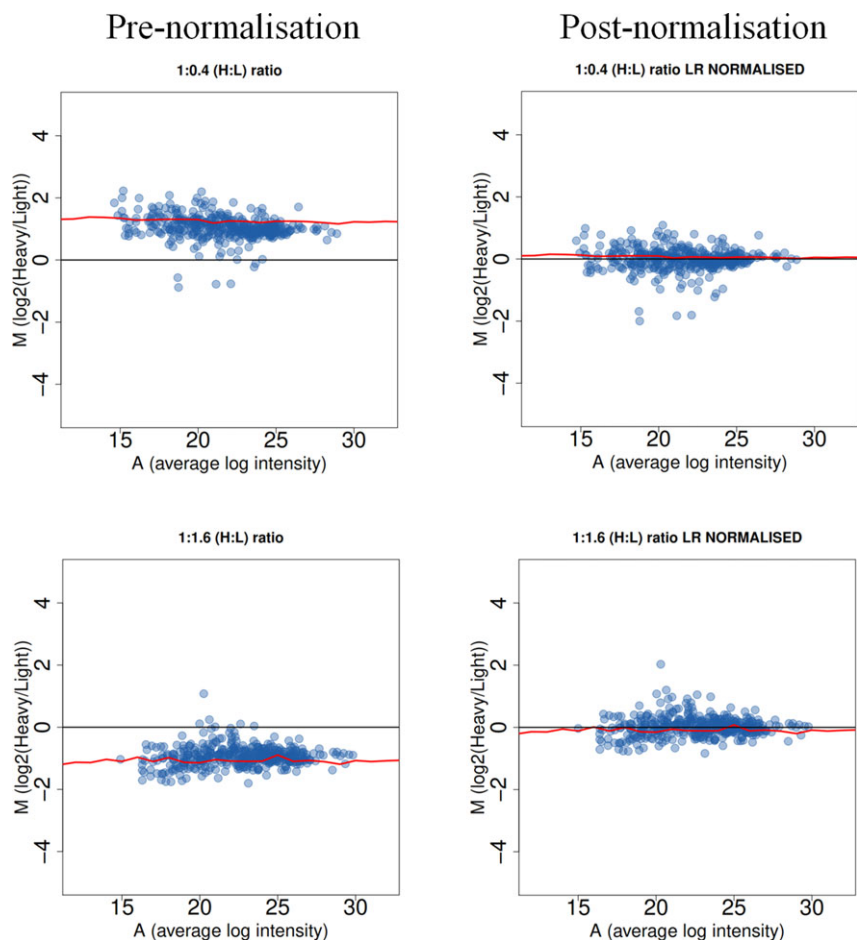 Pre-normalisation
Post-normalisation
1:0.4 (H:L) ratio
M (log2(Heavy/Light))
4
2
0
−2
−4
15 20 25 30
A (average log intensity)
1:0.4 (H:L) ratio LR NORMALISED
M (log2(Heavy/Light))
4
2
0
−2
−4
15 20 25 30
A (average log intensity)
1:1.6 (H:L) ratio
M (log2(Heavy/Light))
4
2
0
−2
−4
15 20 25 30
A (average log intensity)
1:1.6 (H:L) ratio LR NORMALISED
M (log2(Heavy/Light))
4
2
0
−2
−4
15 20 25 30
A (average log intensity)